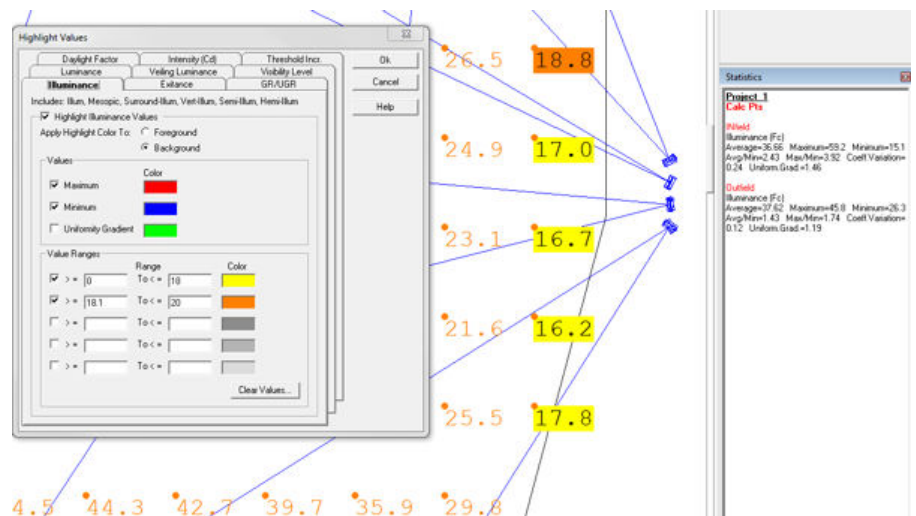 Highlight Values
Daylight Factor Intensity (Cd) Threshold Incr.
Luminance Veiling Luminance Visibility Level
Illuminance Exitance GR/UGR
Includes: Illum, Mesopic, Surround-Illum, Vert-Illum, Semi-Illum, Hemi-Illum
Highlight Illuminance Values
Apply Highlight Color To: Foreground
Background
Values
Color
Maximum
Minimum
Uniformity Gradient
Value Ranges
Range Color
> = 0 To < = 18
> = 18.1 To < = 20
> = To < =
> = To < =
> = To < =
Clear Values...
Ok
Cancel
Help
26.5 18.8
24.9 17.0
23.1 16.7
21.6 16.2
25.5 17.8
4.5 44.3 42.7 39.7 35.9 29.8
Statistics
Project_1
Calc Pts
INfield
Illuminance (Fc)
Average=36.66 Maximum=59.2 Minimum=15.1
Avg/Min=2.43 Max/Min=3.92 Coeff.Variation=
0.24 Uniform.Grad.=1.46
Outfield
Illuminance (Fc)
Average=37.62 Maximum=45.8 Minimum=26.3
Avg/Min=1.43 Max/Min=1.74 Coeff.Variation=
0.12 Uniform.Grad.=1.19